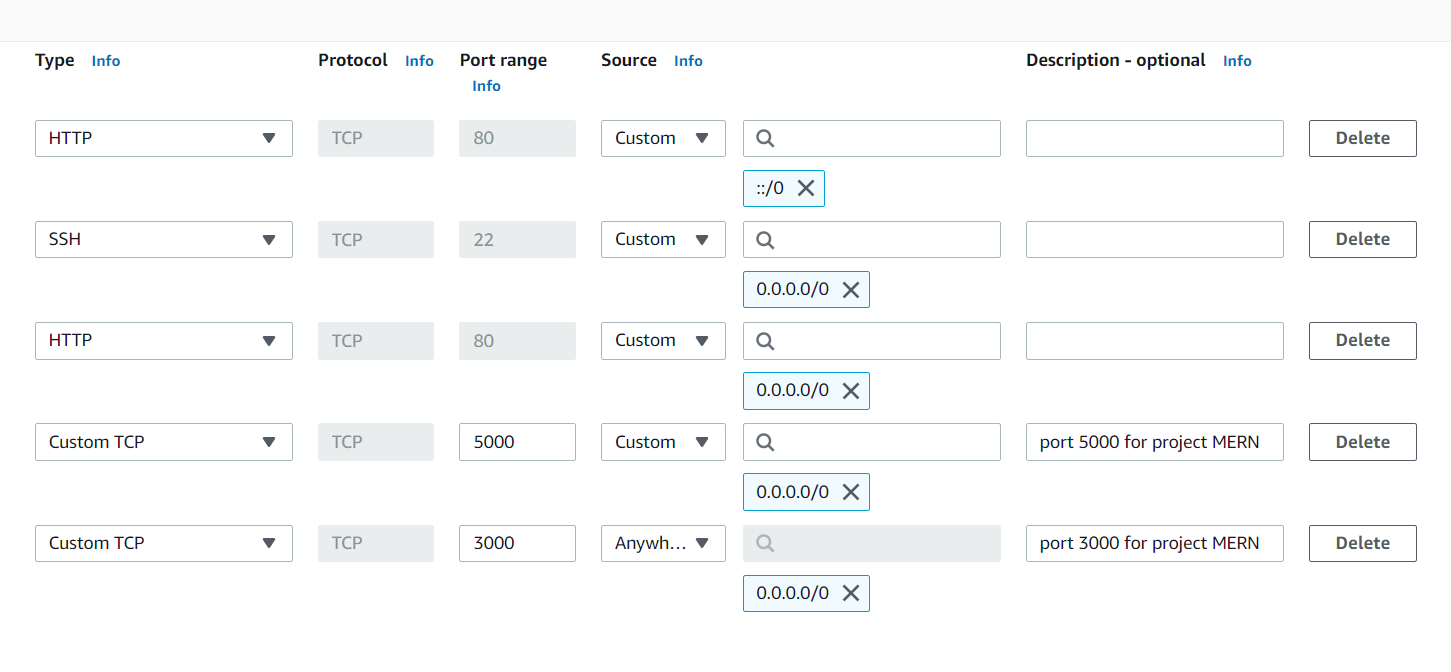 Type Info Protocol Info Port range Source Info Description - optional Info
Info
HTTP TCP 80 Custom Delete
::/0
SSH TCP 22 Custom Delete
0.0.0.0/0
HTTP TCP 80 Custom Delete
0.0.0.0/0
Custom TCP TCP 5000 Custom port 5000 for project MERN Delete
0.0.0.0/0
Custom TCP TCP 3000 Anywh... port 3000 for project MERN Delete
0.0.0.0/0